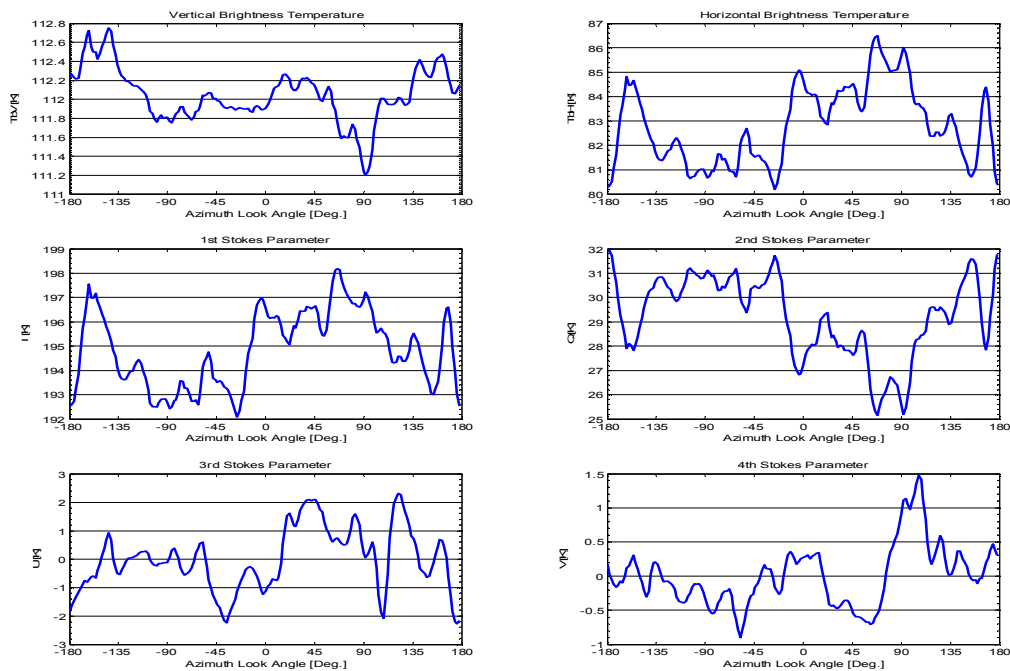 Vertical Brightness Temperature
112.8
112.6
112.4
112.2
112
111.8
111.6
111.4
111.2
111
TbV[K]
-180 -135 -90 -45 0 45 90 135 180
Azimuth Look Angle [Deg.]
Horizontal Brightness Temperature
87
86
85
84
83
82
81
80
TbH[K]
-180 -135 -90 -45 0 45 90 135 180
Azimuth Look Angle [Deg.]
1st Stokes Parameter
199
198
197
196
195
194
193
192
I [K]
-180 -135 -90 -45 0 45 90 135 180
Azimuth Look Angle [Deg.]
2nd Stokes Parameter
32
31
30
29
28
27
26
25
Q[K]
-180 -135 -90 -45 0 45 90 135 180
Azimuth Look Angle [Deg.]
3rd Stokes Parameter
3
2
1
0
-1
-2
-3
U[K]
-180 -135 -90 -45 0 45 90 135 180
Azimuth Look Angle [Deg.]
4th Stokes Parameter
1.5
1
0.5
0
-0.5
-1
V[K]
-180 -135 -90 -45 0 45 90 135 180
Azimuth Look Angle [Deg.]